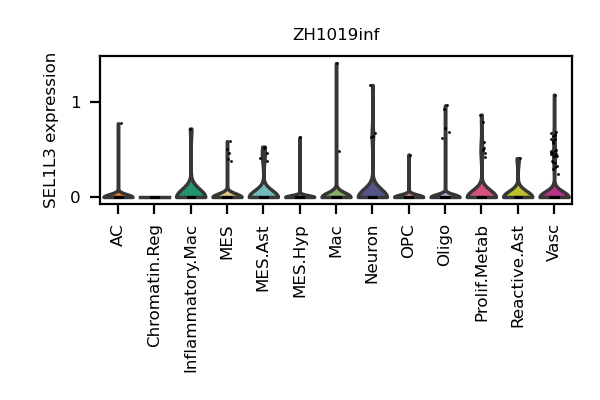 ZH1019inf
SEL1L3 expression
1
0
AC
Chromatin.Reg
Inflammatory.Mac
MES
MES.Ast
MES.Hyp
Mac
Neuron
OPC
Oligo
Prolif.Metab
Reactive.Ast
Vasc